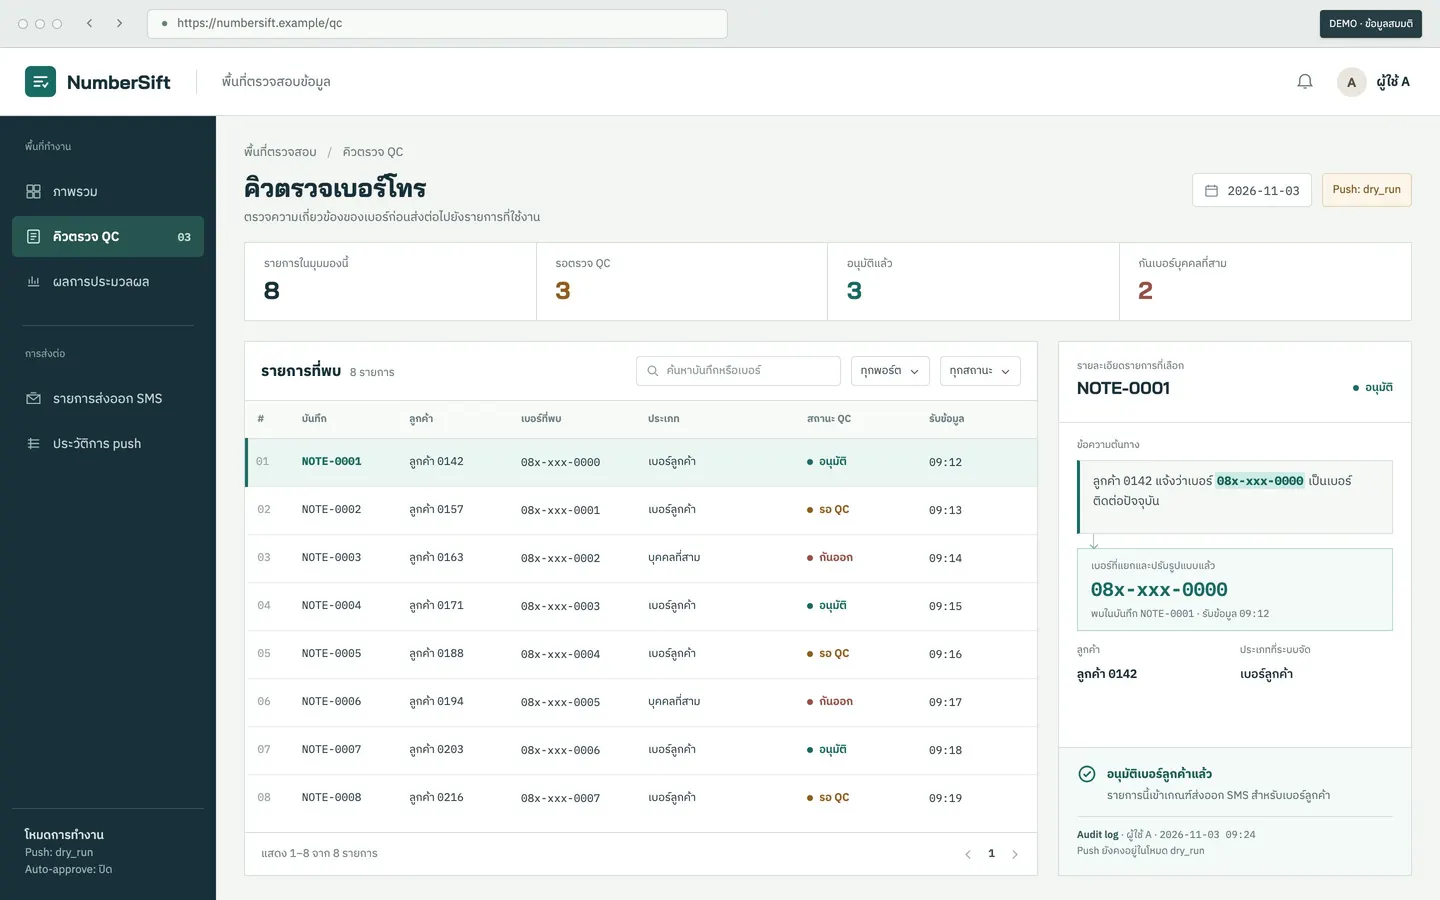 https://numbersift.example/qc
DEMO · ข้อมูลสมมติ
NumberSift
พื้นที่ตรวจสอบข้อมูล
A
ผู้ใช้ A
พื้นที่ทำงาน
ภาพรวม
คิวตรวจ QC 03
ผลการประมวลผล
การส่งต่อ
รายการส่งออก SMS
ประวัติการ push
โหมดการทำงาน
Push: dry_run
Auto-approve: ปิด
พื้นที่ตรวจสอบ / คิวตรวจ QC
คิวตรวจเบอร์โทร
ตรวจความเกี่ยวข้องของเบอร์ก่อนส่งต่อไปยังรายการที่ใช้งาน
2026-11-03
Push: dry_run
รายการในมุมมองนี้
8
รอตรวจ QC
3
อนุมัติแล้ว
3
กันเบอร์บุคคลที่สาม
2
รายการที่พบ 8 รายการ
ค้นหาบันทึกหรือเบอร์
ทุกพอร์ต
ทุกสถานะ
# บันทึก ลูกค้า เบอร์ที่พบ ประเภท สถานะ QC รับข้อมูล
01 NOTE-0001 ลูกค้า 0142 08x-xxx-0000 เบอร์ลูกค้า อนุมัติ 09:12
02 NOTE-0002 ลูกค้า 0157 08x-xxx-0001 เบอร์ลูกค้า รอ QC 09:13
03 NOTE-0003 ลูกค้า 0163 08x-xxx-0002 บุคคลที่สาม กันออก 09:14
04 NOTE-0004 ลูกค้า 0171 08x-xxx-0003 เบอร์ลูกค้า อนุมัติ 09:15
05 NOTE-0005 ลูกค้า 0188 08x-xxx-0004 เบอร์ลูกค้า รอ QC 09:16
06 NOTE-0006 ลูกค้า 0194 08x-xxx-0005 บุคคลที่สาม กันออก 09:17
07 NOTE-0007 ลูกค้า 0203 08x-xxx-0006 เบอร์ลูกค้า อนุมัติ 09:18
08 NOTE-0008 ลูกค้า 0216 08x-xxx-0007 เบอร์ลูกค้า รอ QC 09:19
แสดง 1–8 จาก 8 รายการ
1
รายละเอียดรายการที่เลือก
NOTE-0001
อนุมัติ
ข้อความต้นทาง
ลูกค้า 0142 แจ้งว่าเบอร์ 08x-xxx-0000 เป็นเบอร์
ติดต่อปัจจุบัน
เบอร์ที่แยกและปรับรูปแบบแล้ว
08x-xxx-0000
พบในบันทึก NOTE-0001 · รับข้อมูล 09:12
ลูกค้า
ลูกค้า 0142
ประเภทที่ระบบจัด
เบอร์ลูกค้า
อนุมัติเบอร์ลูกค้าแล้ว
รายการนี้เข้าเกณฑ์ส่งออก SMS สำหรับเบอร์ลูกค้า
Audit log · ผู้ใช้ A · 2026-11-03 09:24
Push ยังคงอยู่ในโหมด dry_run